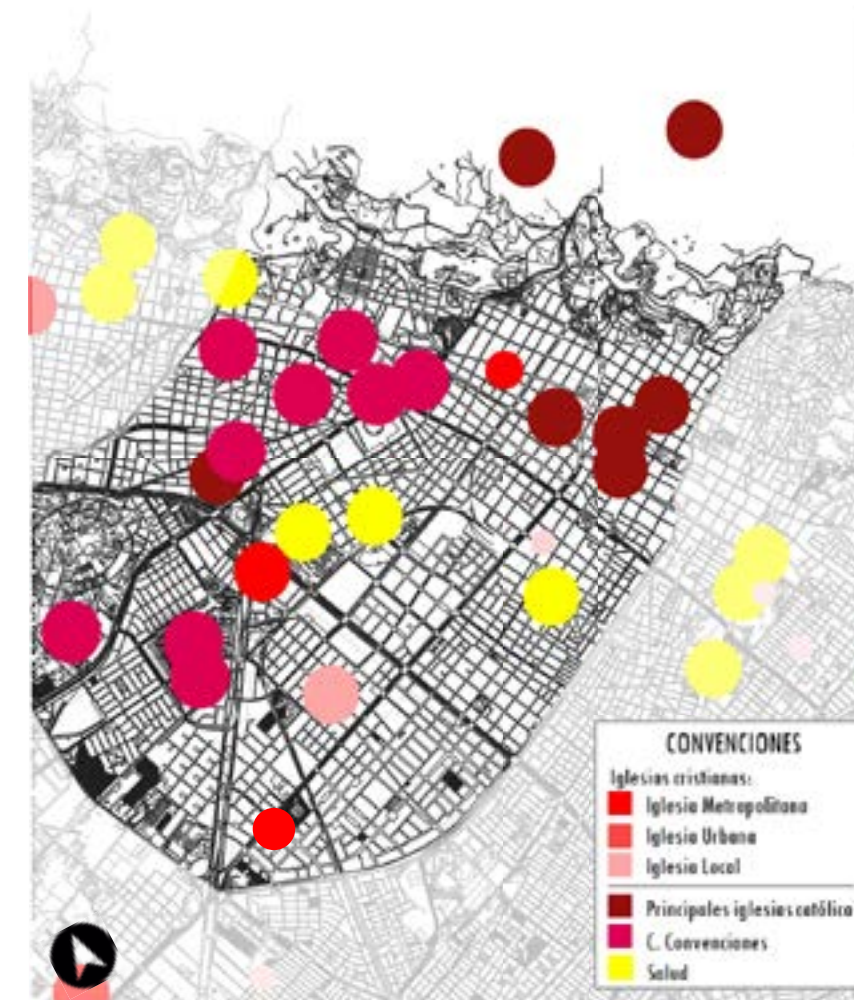 CONVENCIONES
Iglesias cristianas:
Iglesia Metropolitana
Iglesia Urbana
Iglesia Local
Principales iglesias católica
C. Convenciones
Salud